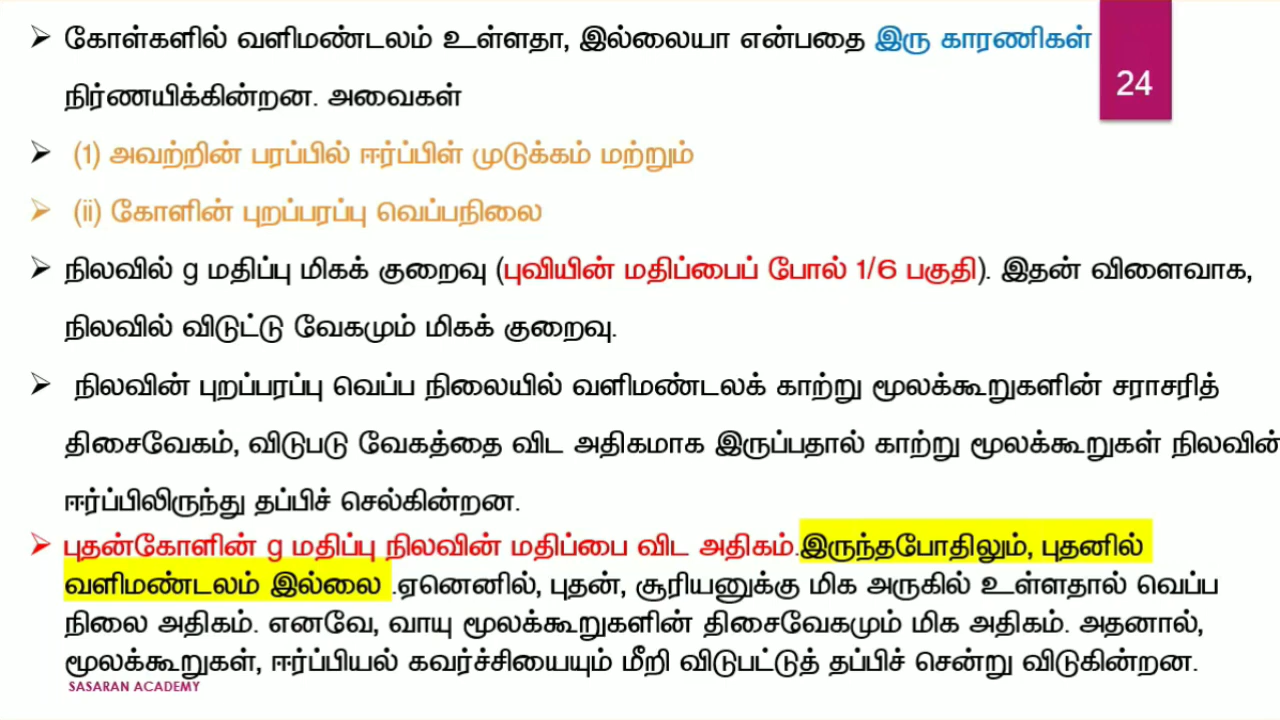 ➢ கோள்களில் வளிமண்டலம் உள்ளதா, இல்லையா என்பதை இரு காரணிகள்
24
நிர்ணயிக்கின்றன. அவைகள்
➢ (1) அவற்றின் பரப்பில் ஈர்ப்பிள் முடுக்கம் மற்றும்
➢ (ii) கோளின் புறப்பரப்பு வெப்பநிலை
➢ நிலவில் g மதிப்பு மிகக் குறைவு (புவியின் மதிப்பைப் போல் 1/6 பகுதி). இதன் விளைவாக,
நிலவில் விடுட்டு வேகமும் மிகக் குறைவு.
➢ நிலவின் புறப்பரப்பு வெப்ப நிலையில் வளிமண்டலக் காற்று மூலக்கூறுகளின் சராசரித்
திசைவேகம், விடுபடு வேகத்தை விட அதிகமாக இருப்பதால் காற்று மூலக்கூறுகள் நிலவின்
ஈர்ப்பிலிருந்து தப்பிச் செல்கின்றன.
➢ புதன்கோளின் g மதிப்பு நிலவின் மதிப்பை விட அதிகம்.இருந்தபோதிலும், புதனில்
வளிமண்டலம் இல்லை .ஏனெனில், புதன், சூரியனுக்கு மிக அருகில் உள்ளதால் வெப்ப
நிலை அதிகம். எனவே, வாயு மூலக்கூறுகளின் திசைவேகமும் மிக அதிகம். அதனால்,
மூலக்கூறுகள், ஈர்ப்பியல் கவர்ச்சியையும் மீறி விடுபட்டுத் தப்பிச் சென்று விடுகின்றன.
SASARAN ACADEMY